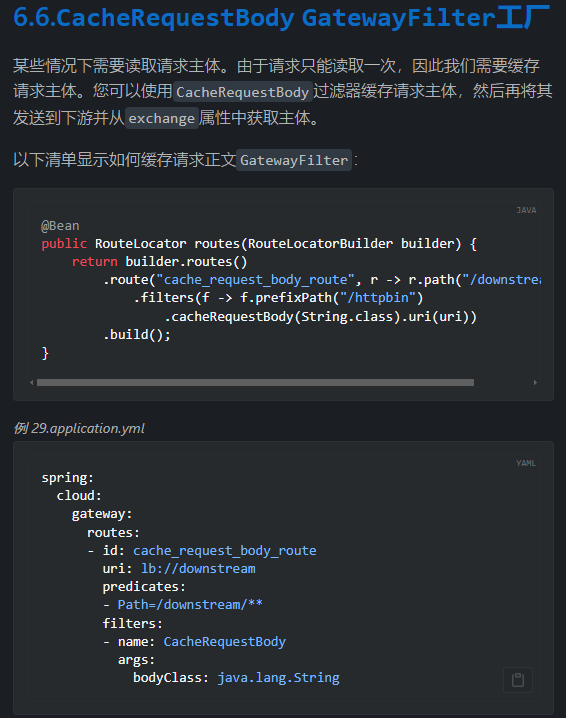 6.6.CacheRequestBody GatewayFilter工厂
某些情况下需要读取请求主体。由于请求只能读取一次，因此我们需要缓存
请求主体。您可以使用CacheRequestBody过滤器缓存请求主体，然后再将其
发送到下游并从exchange属性中获取主体。
以下清单显示如何缓存请求正文GatewayFilter：
JAVA
@Bean
public RouteLocator routes(RouteLocatorBuilder builder) {
    return builder.routes()
        .route("cache_request_body_route", r -> r.path("/downstrea
            .filters(f -> f.prefixPath("/httpbin")
                .cacheRequestBody(String.class).uri(uri))
        .build();
}
例 29.application.yml
YAML
spring:
  cloud:
    gateway:
      routes:
      - id: cache_request_body_route
        uri: lb://downstream
        predicates:
        - Path=/downstream/**
        filters:
        - name: CacheRequestBody
          args:
            bodyClass: java.lang.String